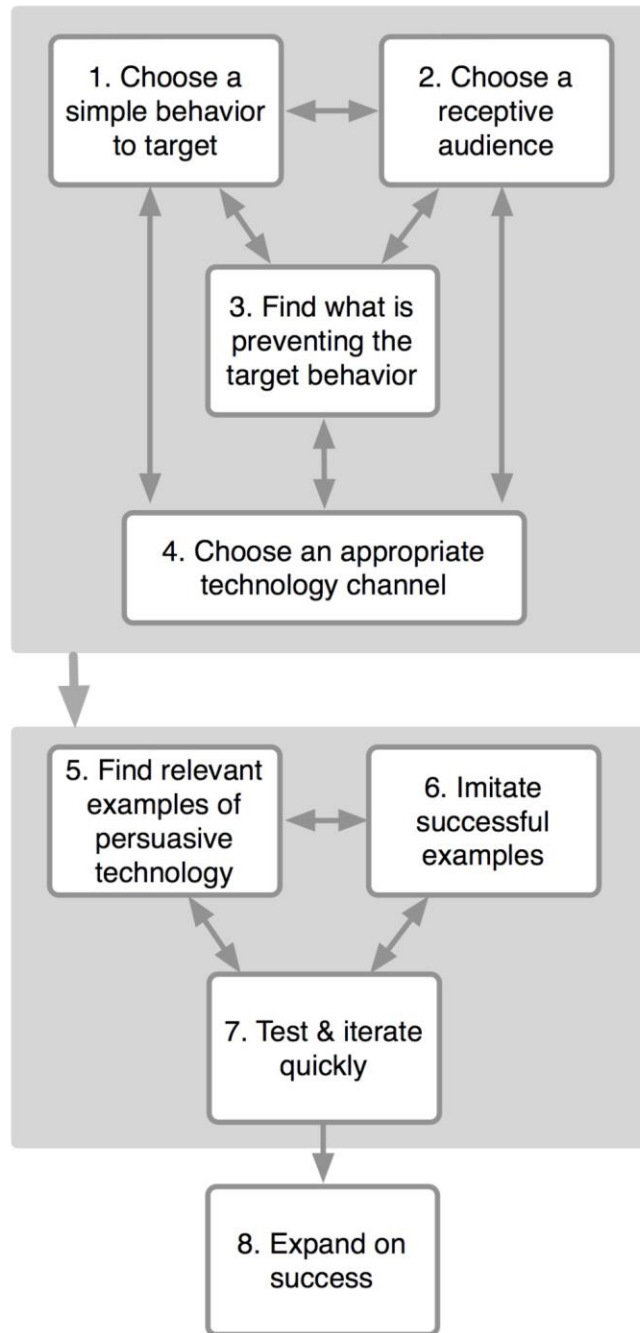 1. Choose a
simple behavior
to target
2. Choose a
receptive
audience
3. Find what is
preventing the
target behavior
4. Choose an appropriate
technology channel
5. Find relevant
examples of
persuasive
technology
6. Imitate
successful
examples
7. Test & iterate
quickly
8. Expand on
success